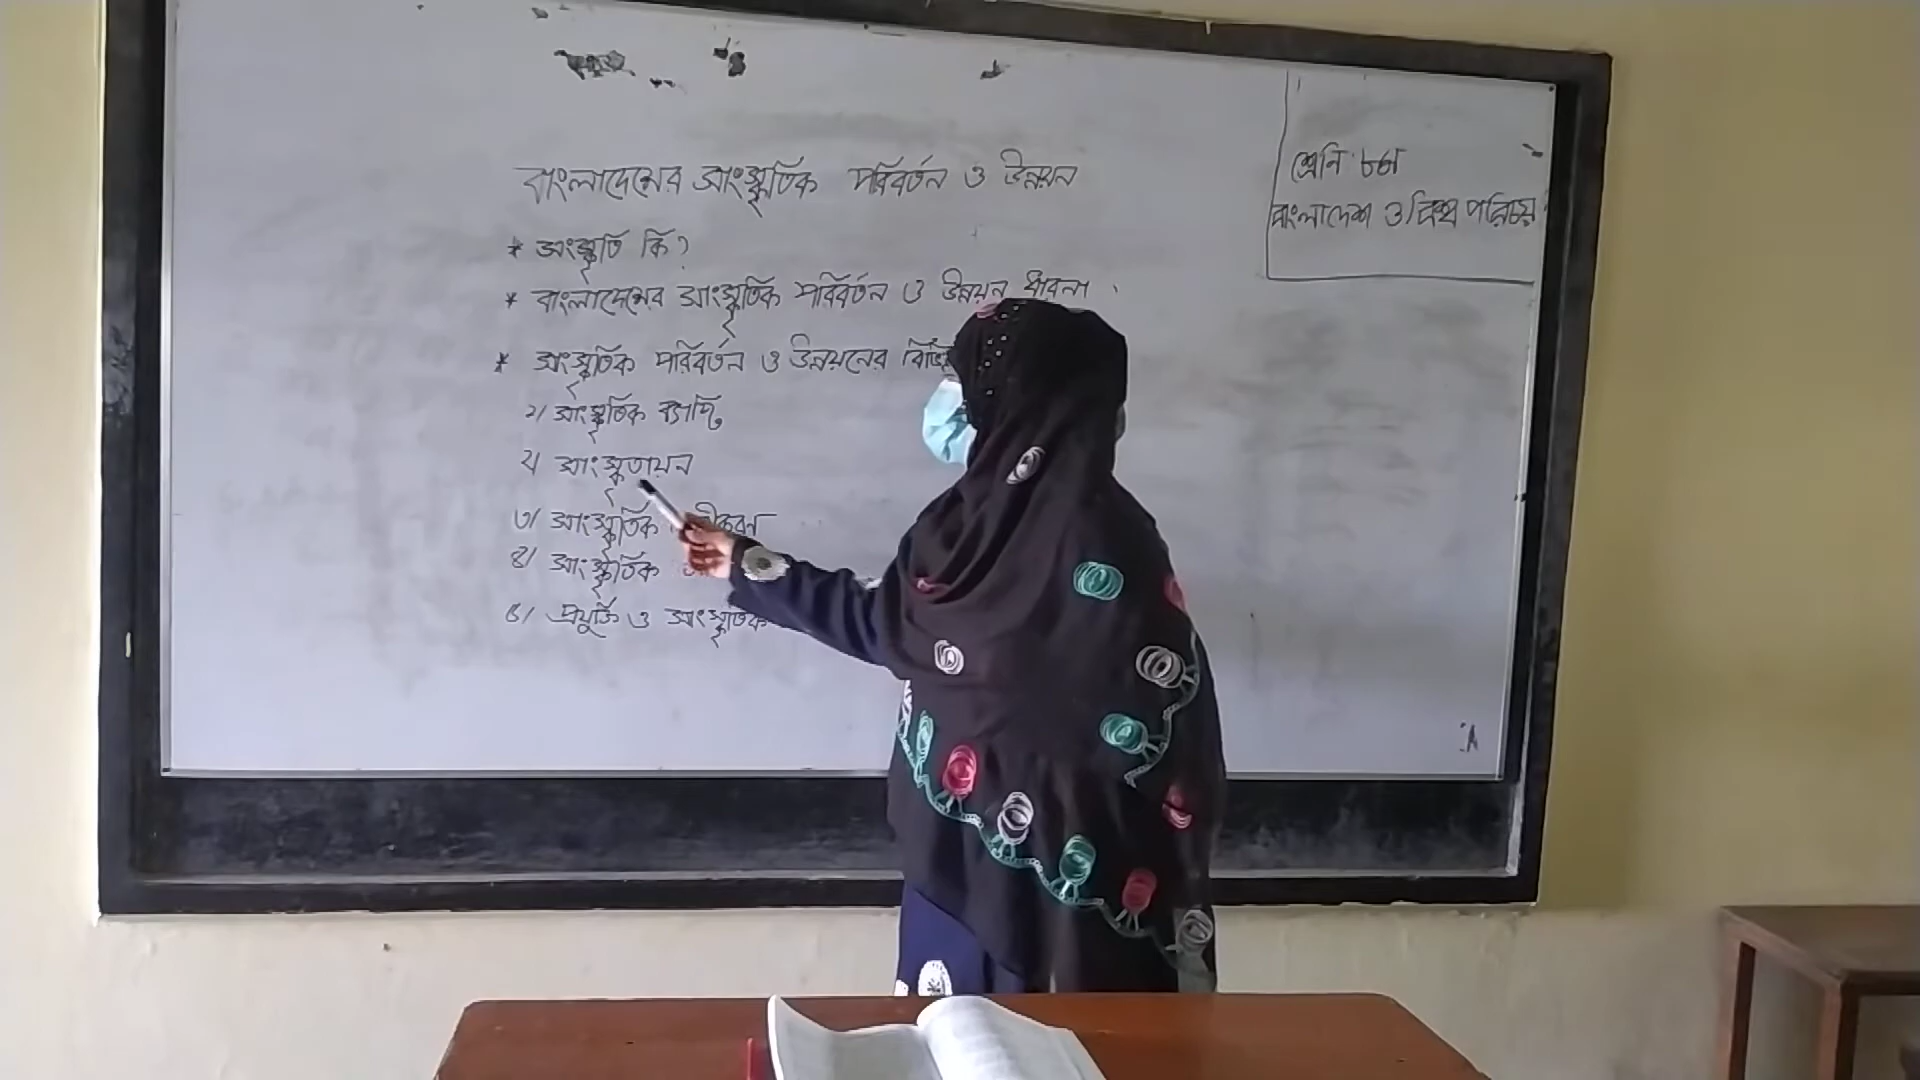 বাংলাদেশের সাংস্কৃতিক পরিবর্তন ও উন্নয়ন
* সংস্কৃতি কি?
* বাংলাদেশের সাংস্কৃতিক পরিবর্তন ও উন্নয়ন ধারনা।
* সাংস্কৃতিক পরিবর্তন ও উন্নয়নের
১/ সাংস্কৃতিক ব্যাপ্তি
২/ সাংস্কৃতায়ন
৩/ সাংস্কৃতিক
৪/ সাংস্কৃতিক
৫/ প্রযুক্তি ও সাংস্কৃতিক
শ্রেনি: ৮ম
বাংলাদেশ ও বিশ্ব পরিচয়